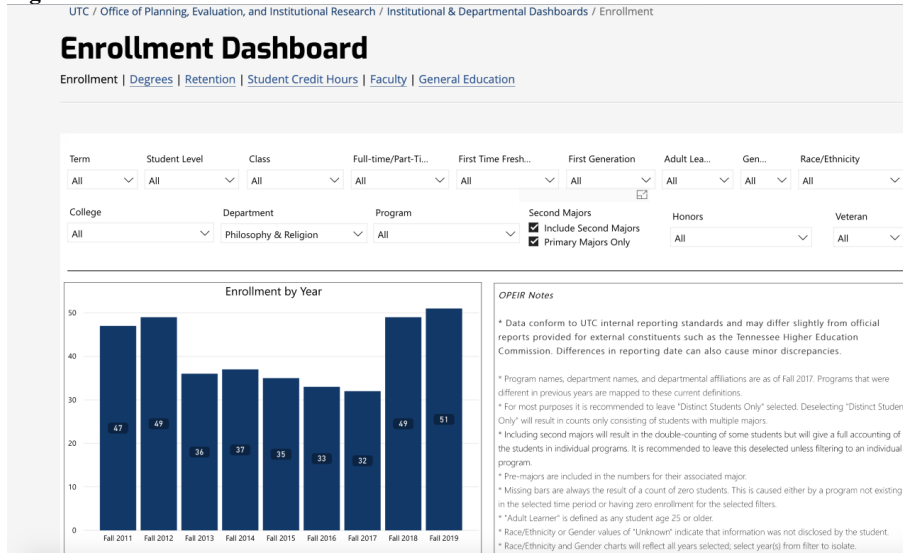 UTC / Office of Planning, Evaluation, and Institutional Research / Institutional & Departmental Dashboards / Enrollment
Enrollment Dashboard
Enrollment | Degrees | Retention | Student Credit Hours | Faculty | General Education
Term Student Level Class Full-time/Part-Ti... First Time Fresh... First Generation Adult Lea... Gen... Race/Ethnicity
All All All All All All All All All
College Department Program Second Majors Honors Veteran
All Philosophy & Religion All Include Second Majors All All
Primary Majors Only
Enrollment by Year
50
40
30
20
10
0
47 49 36 37 35 33 32 49 51
Fall 2011 Fall 2012 Fall 2013 Fall 2014 Fall 2015 Fall 2016 Fall 2017 Fall 2018 Fall 2019
OPEIR Notes
* Data conform to UTC internal reporting standards and may differ slightly from official
reports provided for external constituents such as the Tennessee Higher Education
Commission. Differences in reporting date can also cause minor discrepancies.
* Program names, department names, and departmental affiliations are as of Fall 2017. Programs that were
different in previous years are mapped to these current definitions.
* For most purposes it is recommended to leave "Distinct Students Only" selected. Deselecting "Distinct Studen
Only" will result in counts only consisting of students with multiple majors.
* Including second majors will result in the double-counting of some students but will give a full accounting of
the students in individual programs. It is recommended to leave this deselected unless filtering to an individual
program.
* Pre-majors are included in the numbers for their associated major.
* Missing bars are always the result of a count of zero students. This is caused either by a program not existing
in the selected time period or having zero enrollment for the selected filters.
* "Adult Learner" is defined as any student age 25 or older.
* Race/Ethnicity or Gender values of "Unknown" indicate that information was not disclosed by the student.
* Race/Ethnicity and Gender charts will reflect all years selected; select year(s) from filter to isolate.